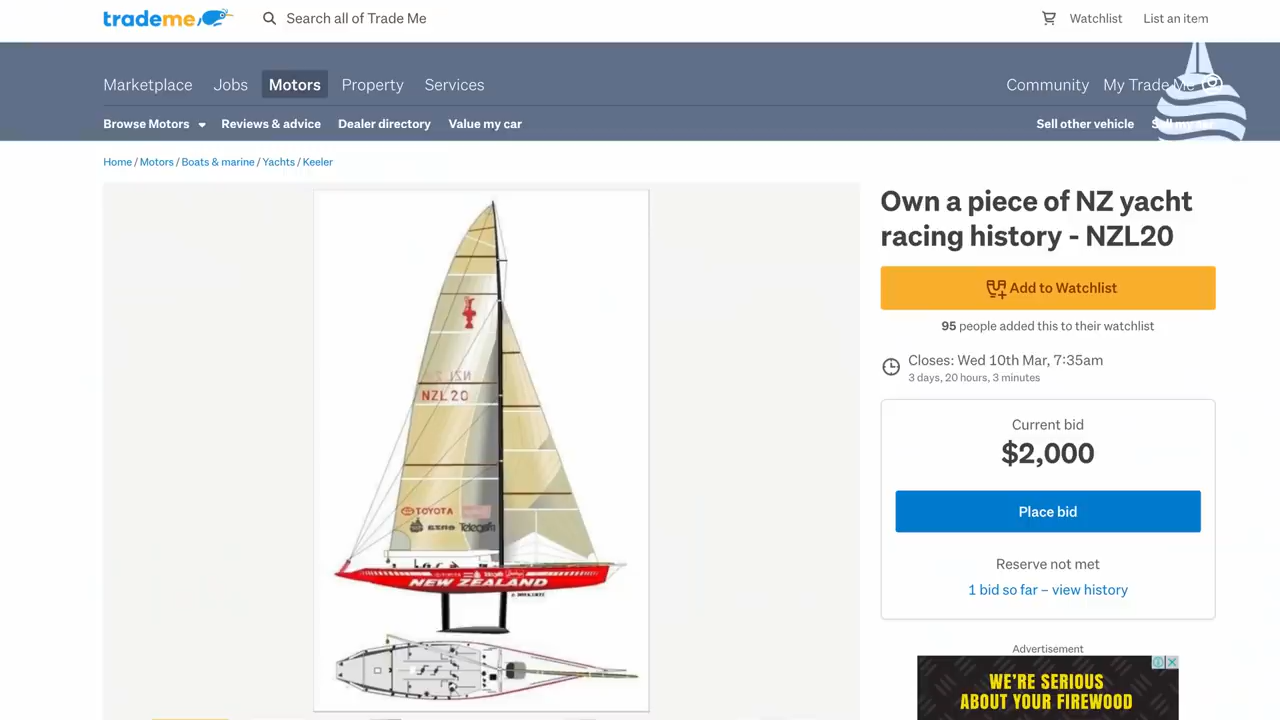 trademe
Search all of Trade Me
Watchlist
List an item
Marketplace
Jobs
Motors
Property
Services
Community
My Trade Me
Browse Motors
Reviews & advice
Dealer directory
Value my car
Sell other vehicle
Home / Motors / Boats & marine / Yachts / Keeler
Own a piece of NZ yacht
racing history - NZL20
Add to Watchlist
95 people added this to their watchlist
Closes: Wed 10th Mar, 7:35am
3 days, 20 hours, 3 minutes
Current bid
$2,000
Place bid
Reserve not met
1 bid so far – view history
Advertisement
WE'RE SERIOUS
ABOUT YOUR FIREWOOD
NZL 20
TOYOTA
NEW ZEALAND